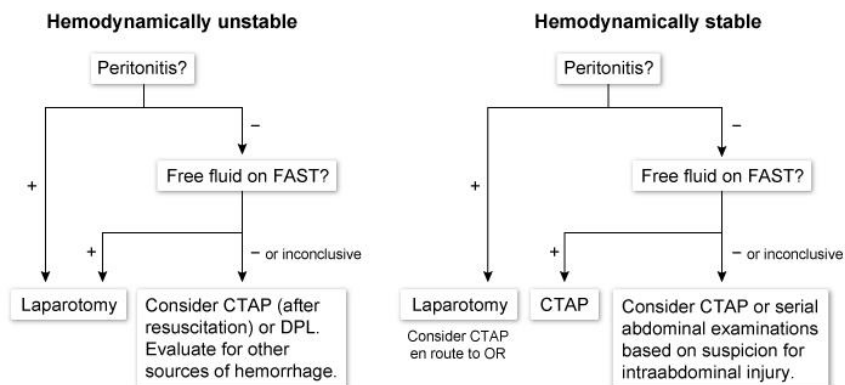 Hemodynamically unstable
Peritonitis?
–
+
Free fluid on FAST?
+
– or inconclusive
Laparotomy
Consider CTAP (after
resuscitation) or DPL.
Evaluate for other
sources of hemorrhage.
Hemodynamically stable
Peritonitis?
–
+
Free fluid on FAST?
+
– or inconclusive
Laparotomy
Consider CTAP
en route to OR
CTAP
Consider CTAP or serial
abdominal examinations
based on suspicion for
intraabdominal injury.